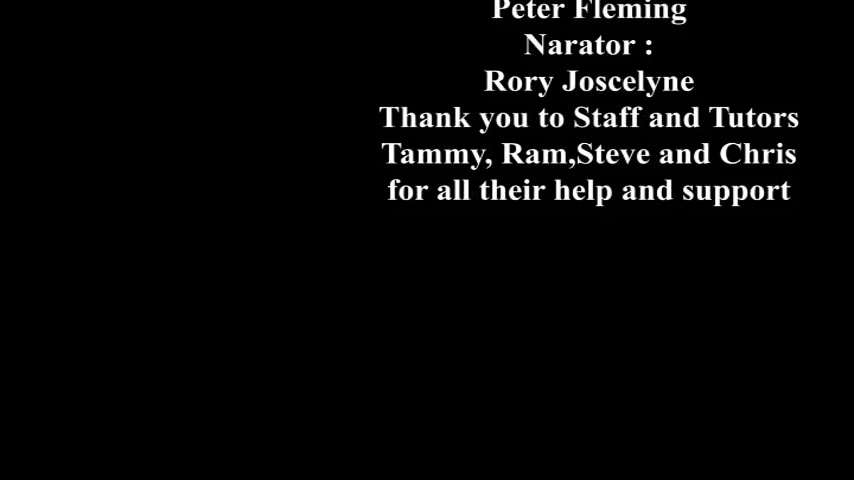 Peter Fleming
Narator :
Rory Joscelyne
Thank you to Staff and Tutors
Tammy, Ram,Steve and Chris
for all their help and support